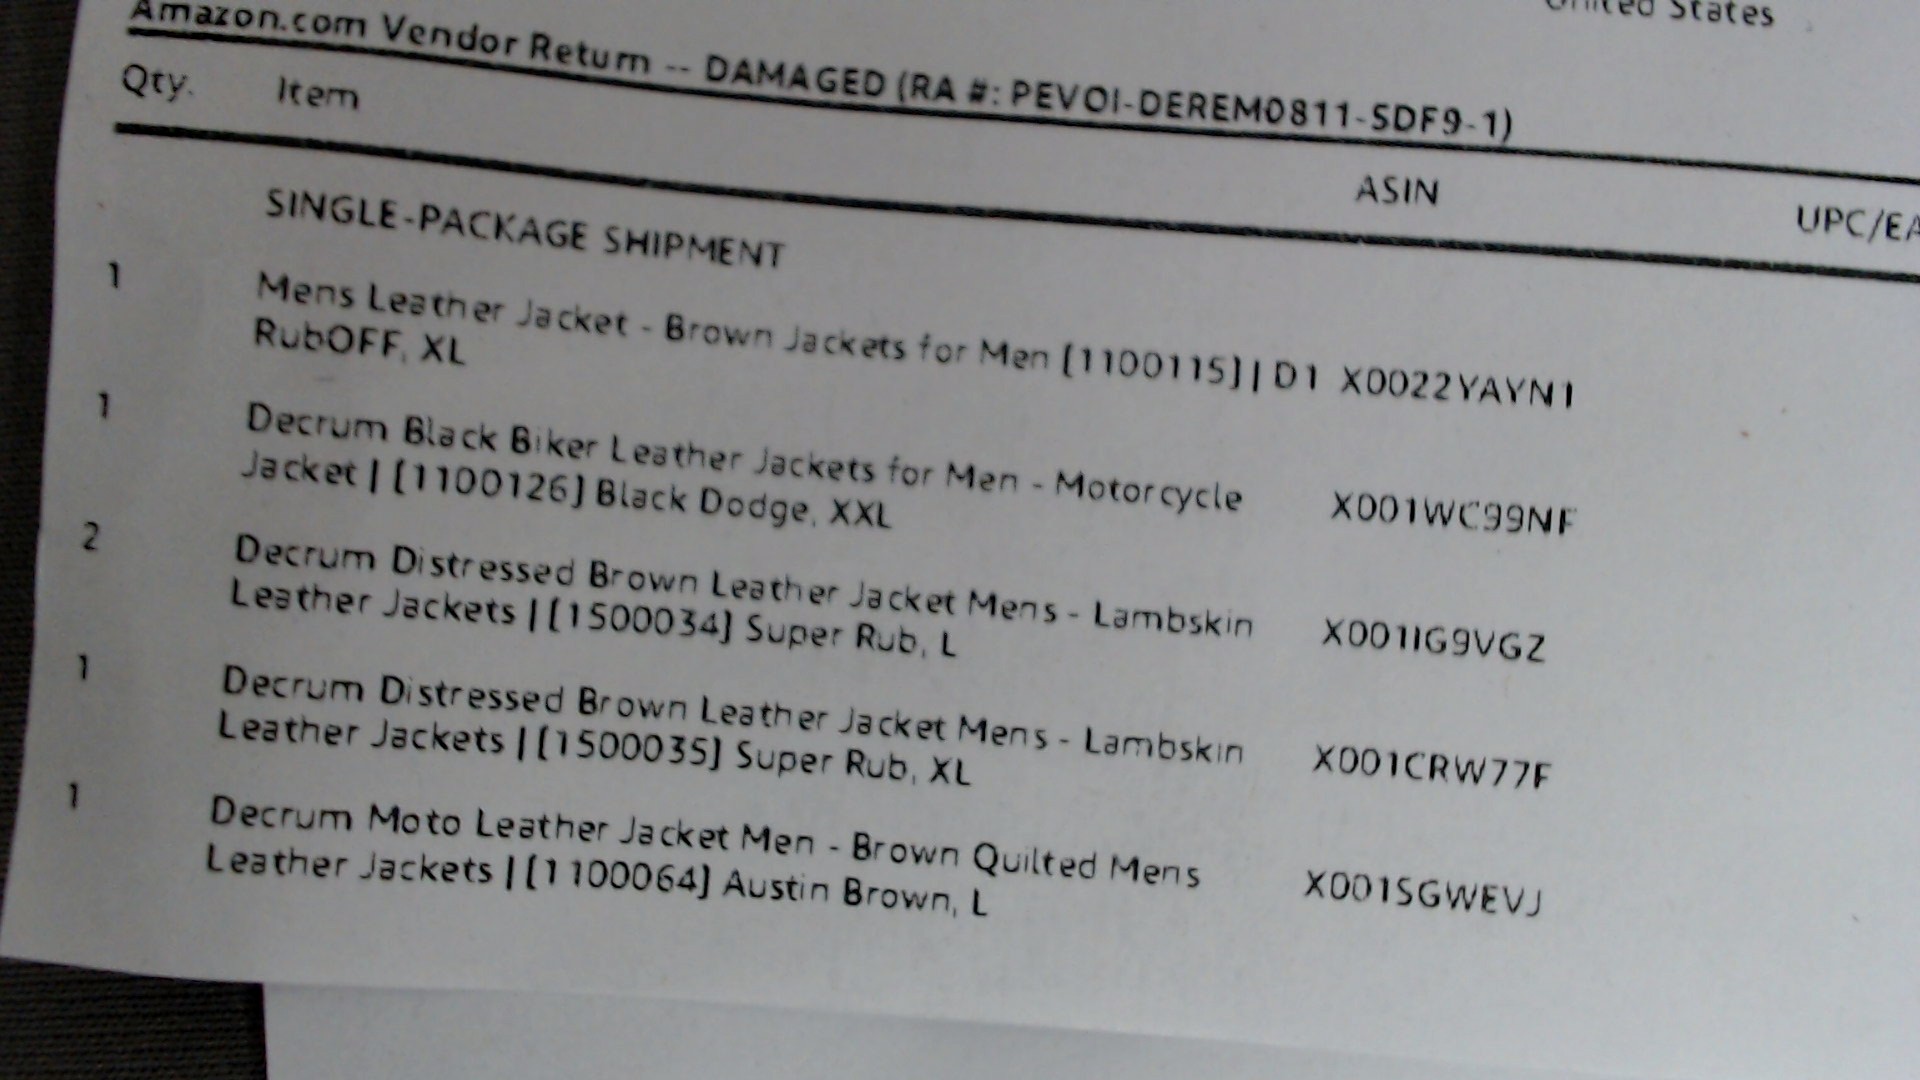 United States
Amazon.com Vendor Return -- DAMAGED (RA #: PEVOI-DEREM0811-SDF9-1)
Qty. Item ASIN UPC/EA
SINGLE-PACKAGE SHIPMENT
1 Mens Leather Jacket - Brown Jackets for Men [1100115] | D1 X0022YAYN1
RubOFF, XL
1 Decrum Black Biker Leather Jackets for Men - Motorcycle X001WC99NF
Jacket | [1100126] Black Dodge, XXL
2 Decrum Distressed Brown Leather Jacket Mens - Lambskin X001IG9VGZ
Leather Jackets | [1500034] Super Rub, L
1 Decrum Distressed Brown Leather Jacket Mens - Lambskin X001CRW77F
Leather Jackets | [1500035] Super Rub, XL
1 Decrum Moto Leather Jacket Men - Brown Quilted Mens X001SGWEVJ
Leather Jackets | [1100064] Austin Brown, L